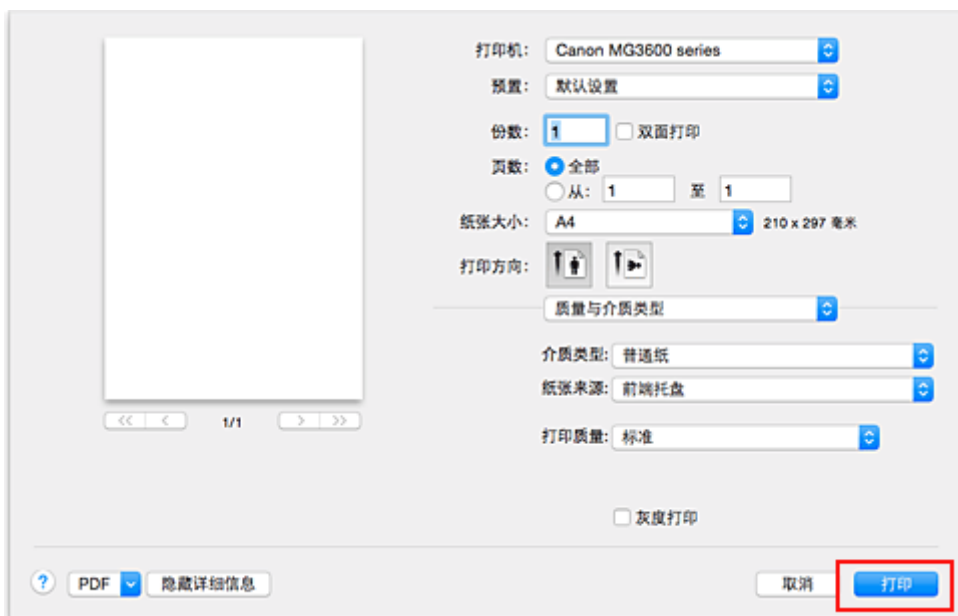 打印机: Canon MG3600 series
预置: 默认设置
份数: 1 双面打印
页数: 全部
从: 1 至 1
纸张大小: A4 210 x 297 毫米
打印方向:
质量与介质类型
介质类型: 普通纸
纸张来源: 前端托盘
<< < 1/1 > >>
打印质量: 标准
灰度打印
? PDF 隐藏详细信息 取消 打印